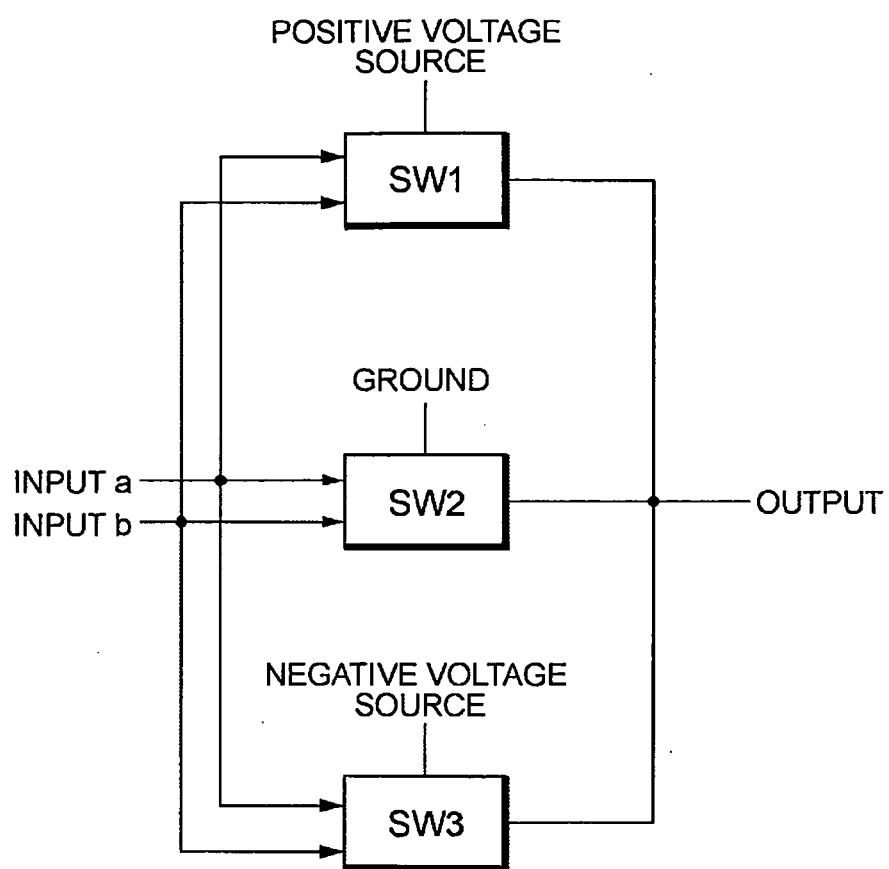 POSITIVE VOLTAGE
SOURCE
SW1
GROUND
INPUT a
SW2
OUTPUT
INPUT b
NEGATIVE VOLTAGE
SOURCE
SW3